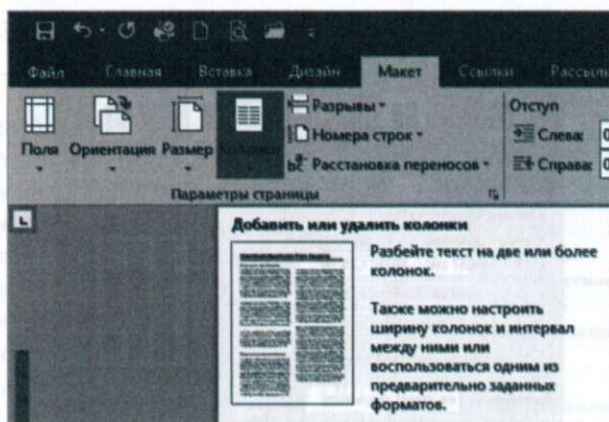 Файл Главная Вставка Дизайн Макет Ссылки Рассылк
Поля Ориентация Размер Колонки
Разрывы
Номера строк
Расстановка переносов
Параметры страницы
Отступ
Слева: 0
Справа: 0
Добавить или удалить колонки
Разбейте текст на две или более
колонок.
Также можно настроить
ширину колонок и интервал
между ними или
воспользоваться одним из
предварительно заданных
форматов.